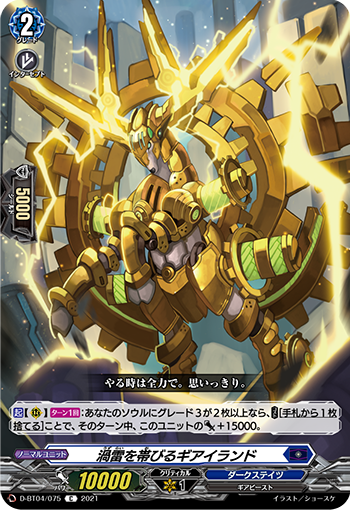 2
グレード
インターセプト
5000
シールド
やる時は全力で。思いっきり。
起【R】ターン1回:あなたのソウルにグレード3が2枚以上なら、[手札から1枚
捨てる]ことで、そのターン中、このユニットの+15000。
ノーマルユニット
渦雷を帯びるギアイランド
パワー 10000
クリティカル
1
ダークステイツ
ギアビースト
D-BT04/075 C 2021
イラスト/ショースケ